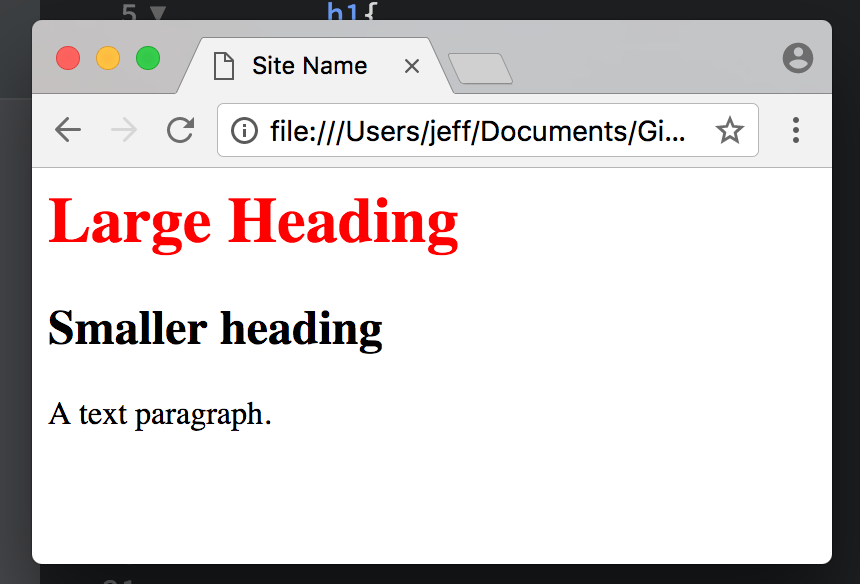 5
h1{
Site Name
file:///Users/jeff/Documents/Gi...
Large Heading
Smaller heading
A text paragraph.